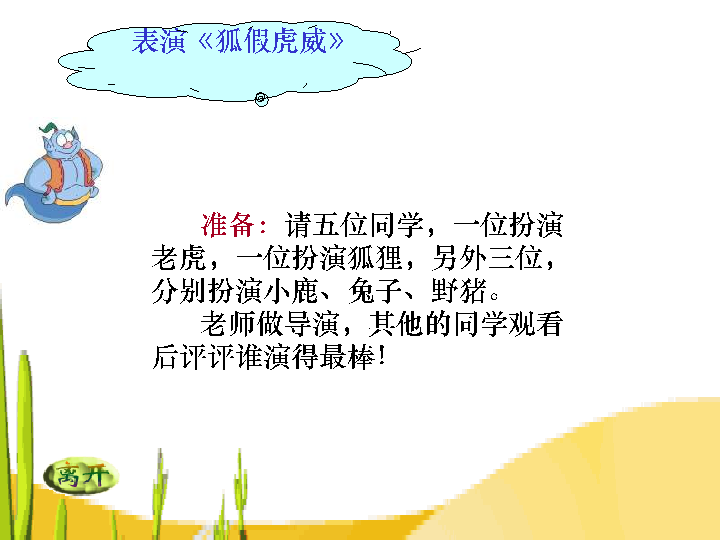 表演《狐假虎威》
准备：请五位同学，一位扮演
老虎，一位扮演狐狸，另外三位，
分别扮演小鹿、兔子、野猪。
老师做导演，其他的同学观看
后评评谁演得最棒！
离开